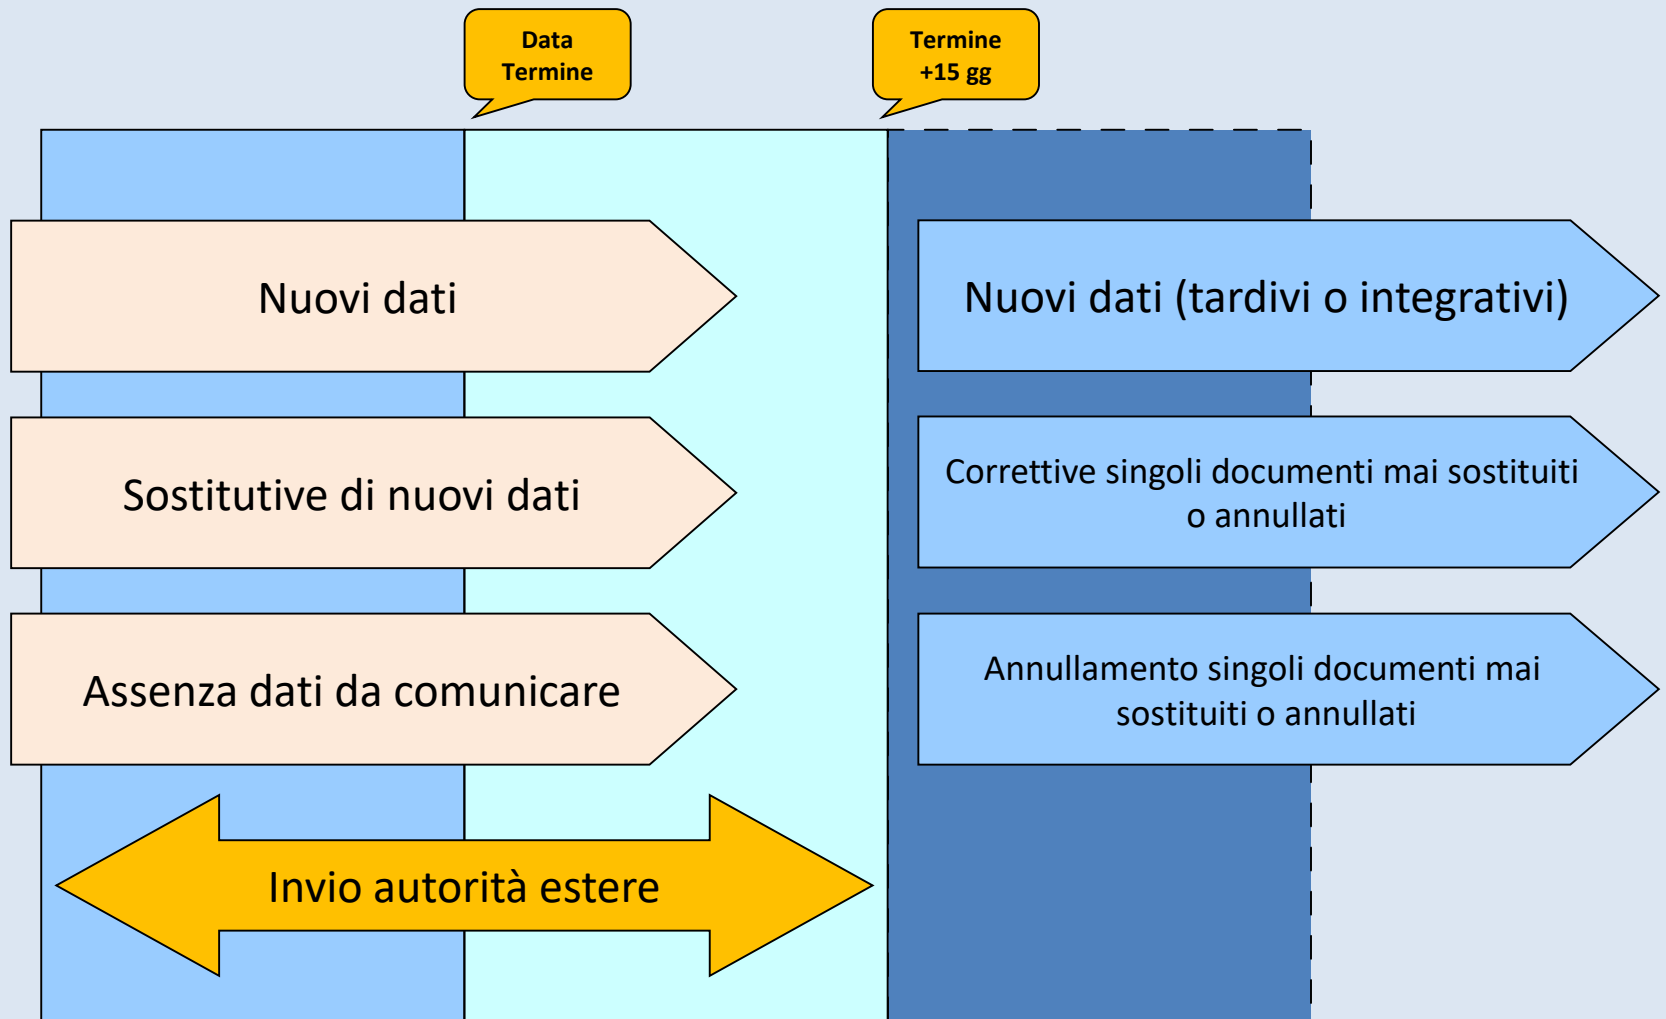 Data
Termine
Termine
+15 gg
Nuovi dati
Nuovi dati (tardivi o integrativi)
Sostitutive di nuovi dati
Correttive singoli documenti mai sostituiti
o annullati
Assenza dati da comunicare
Annullamento singoli documenti mai
sostituiti o annullati
Invio autorità estere